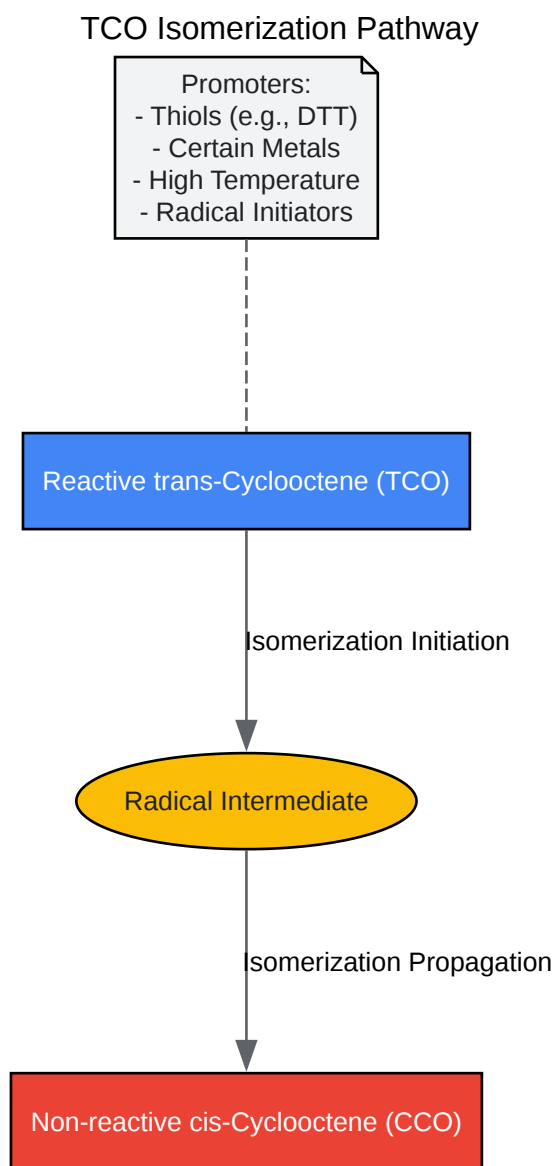 TCO Isomerization Pathway
Promoters:
- Thiols (e.g., DTT)
- Certain Metals
- High Temperature
- Radical Initiators
Reactive trans-Cyclooctene (TCO)
Isomerization Initiation
Radical Intermediate
Isomerization Propagation
Non-reactive cis-Cyclooctene (CCO)